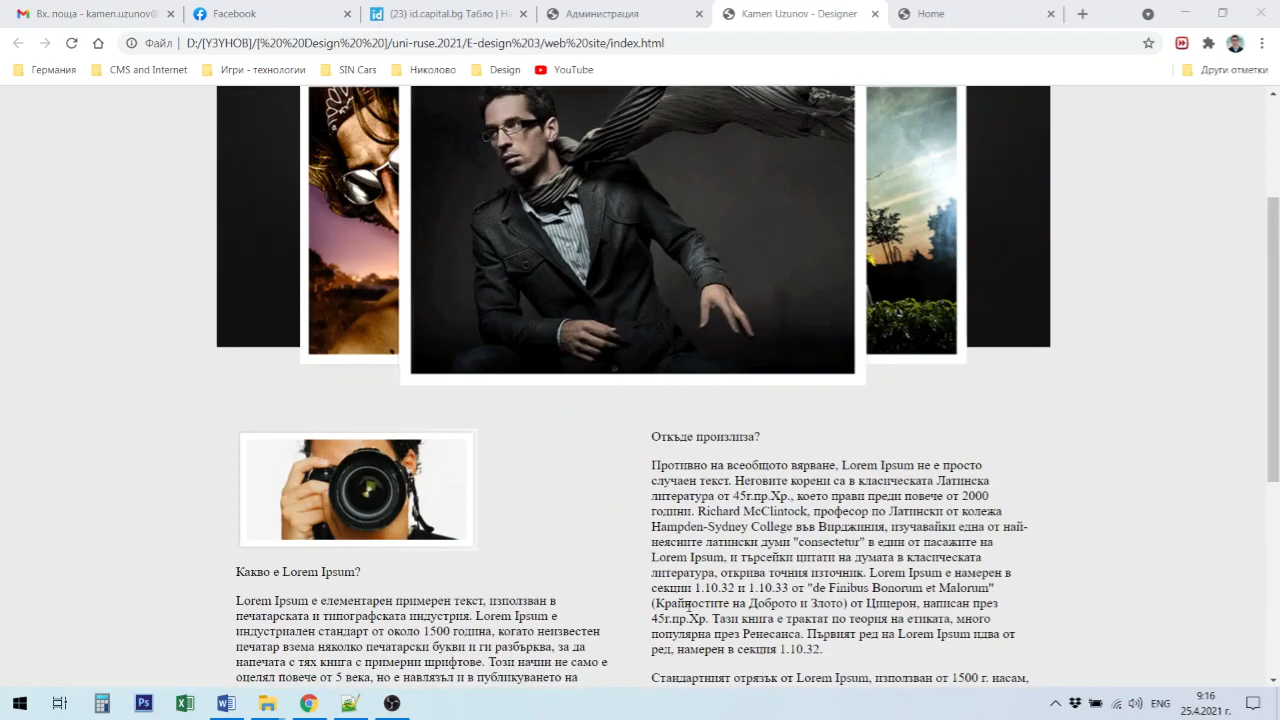 Вх. поща - kamen.uzunov@
Facebook
(23) id.capital.bg Табло | Н
Администрация
Kamen Uzunov - Designer
Home
Файл
D:/[Y3YHOB]/[%20%20Design%20%20]/uni-ruse.2021/E-design%203/web%20site/index.html
Германия
CMS and Internet
Игри - технологии
SIN Cars
Николово
Design
YouTube
Други отметки
Откъде произлиза?
Противно на всеобщото вярване, Lorem Ipsum не е просто
случаен текст. Неговите корени са в класическата Латинска
литература от 45г.пр.Хр., което прави преди повече от 2000
години. Richard McClintock, професор по Латински от колежа
Hampden-Sydney College във Вирджиния, изучавайки една от най-
неясните латински думи "consectetur" в един от пасажите на
Lorem Ipsum, и търсейки цитати на думата в класическата
литература, открива точния източник. Lorem Ipsum е намерен в
секции 1.10.32 и 1.10.33 от "de Finibus Bonorum et Malorum"
(Крайностите на Доброто и Злото) от Цицерон, написан през
45г.пр.Хр. Тази книга е трактат по теория на етиката, много
популярна през Ренесанса. Първият ред на Lorem Ipsum идва от
ред, намерен в секция 1.10.32.
Стандартният отрязък от Lorem Ipsum, използван от 1500 г. насам,
Какво е Lorem Ipsum?
Lorem Ipsum е елементарен примерен текст, използван в
печатарската и типографската индустрия. Lorem Ipsum е
индустриален стандарт от около 1500 година, когато неизвестен
печатар взема няколко печатарски букви и ги разбърква, за да
напечата с тях книга с примерни шрифтове. Този начин не само е
оцелял повече от 5 века, но е навлязъл и в публикуването на
ENG
9:16
25.4.2021 г.